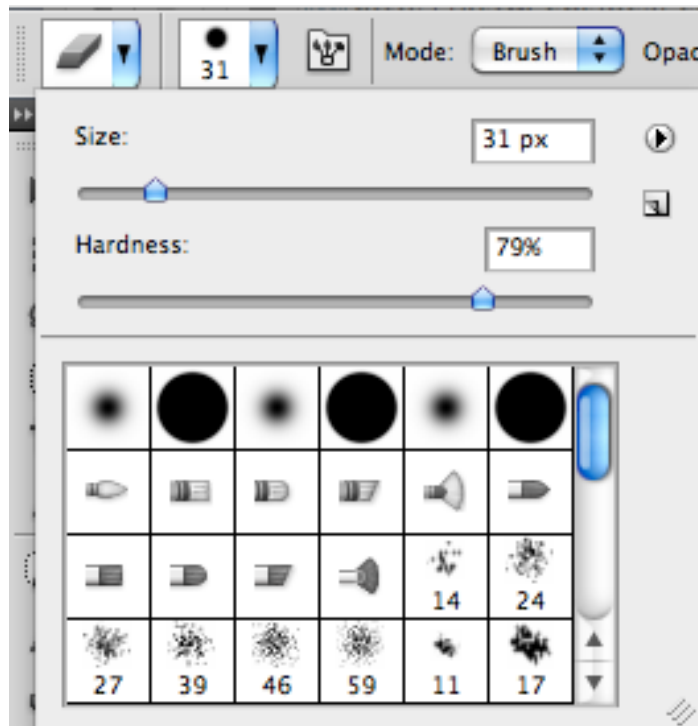 31 Mode: Brush Opac
Size: 31 px
Hardness: 79%
14 24
27 39 46 59 11 17